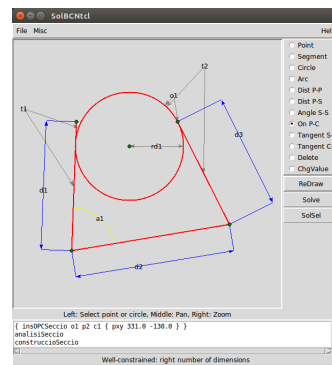 SolBCNtcl
File Misc Hel
Point
Segment
Circle
Arc
Dist P-P
Dist P-S
Angle S-S
On P-C
Tangent S-
Tangent C
Delete
ChgValue
ReDraw
Solve
SolSel
t2
o1
t1
rd1
d3
d1
a1
d2
Left: Select point or circle, Middle: Pan, Right: Zoom
{ insOPCSeccio o1 p2 c1 { pxy 331.0 -130.0 } }
analisiSeccio
construccioSeccio
Well-constrained: right number of dimensions